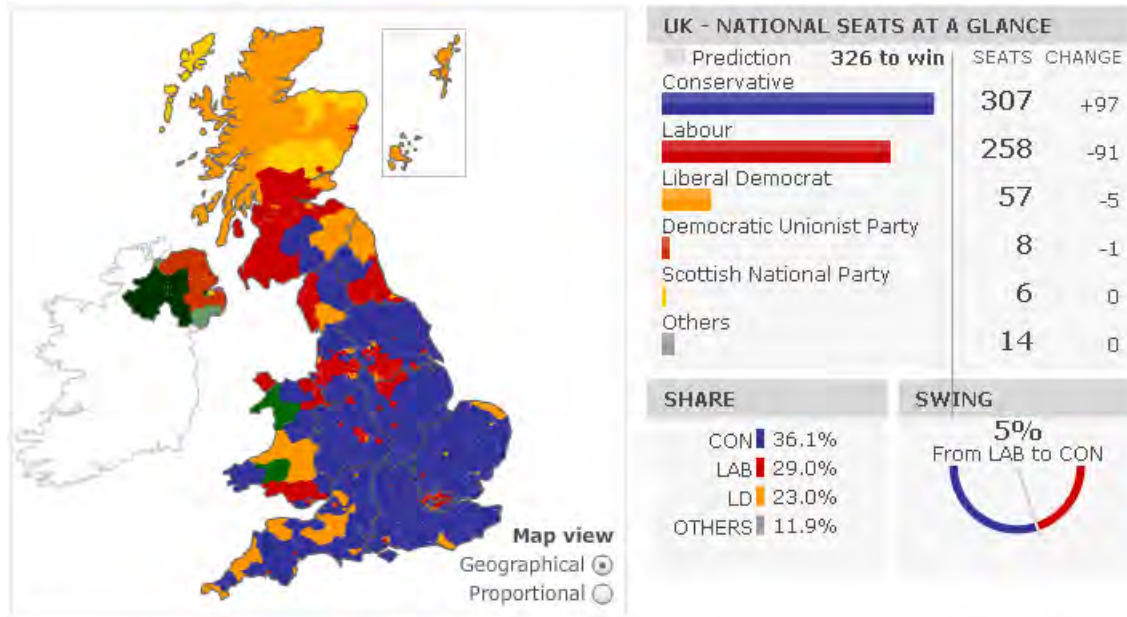 UK - NATIONAL SEATS AT A GLANCE
Prediction 326 to win SEATS CHANGE
Conservative 307 +97
Labour 258 -91
Liberal Democrat 57 -5
Democratic Unionist Party 8 -1
Scottish National Party 6 0
Others 14 0
SHARE
CON 36.1%
LAB 29.0%
LD 23.0%
OTHERS 11.9%
SWING
5%
From LAB to CON
Map view
Geographical
Proportional